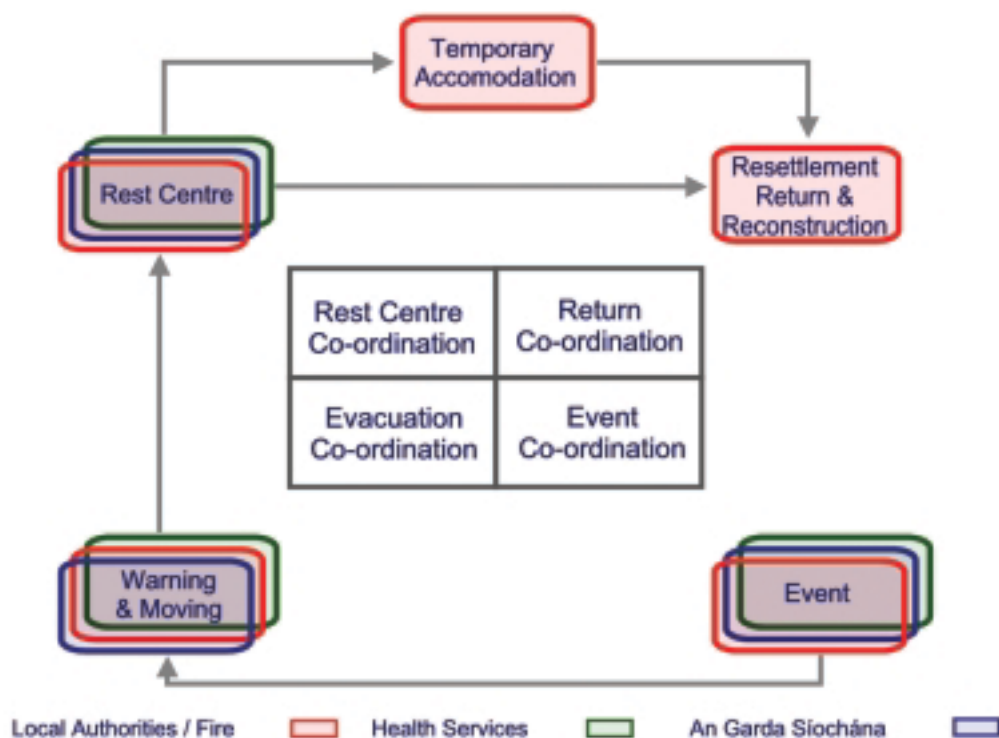 Temporary
Accomodation
Rest Centre
Resettlement
Return &
Reconstruction
Rest Centre
Co-ordination
Return
Co-ordination
Evacuation
Co-ordination
Event
Co-ordination
Warning
& Moving
Event
Local Authorities / Fire
Health Services
An Garda Síochána